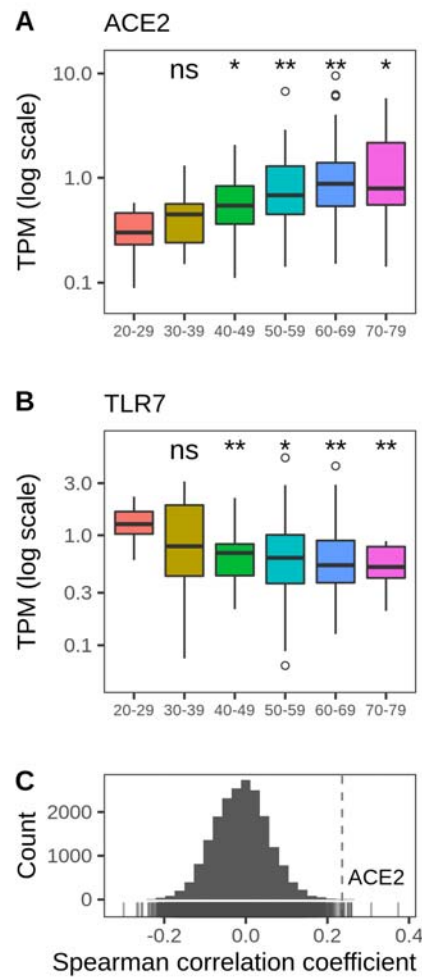 A ACE2
ns * ** ** *
10.0
1.0
0.1
TPM (log scale)
20-29 30-39 40-49 50-59 60-69 70-79
B TLR7
ns ** * ** **
3.0
1.0
0.3
0.1
TPM (log scale)
20-29 30-39 40-49 50-59 60-69 70-79
C
2000
1000
0
Count
ACE2
-0.2 0.0 0.2 0.4
Spearman correlation coefficient